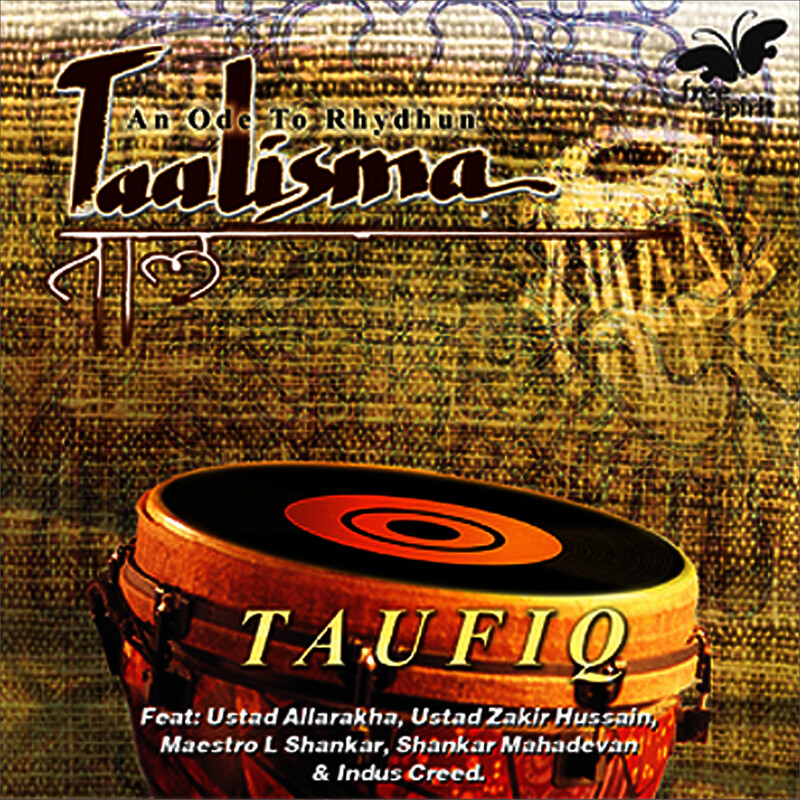 An Ode To Rhydhun
Taalisma
ताल
free
spirit
TAUFIQ
Feat: Ustad Allarakha, Ustad Zakir Hussain,
Maestro L Shankar, Shankar Mahadevan
& Indus Creed.